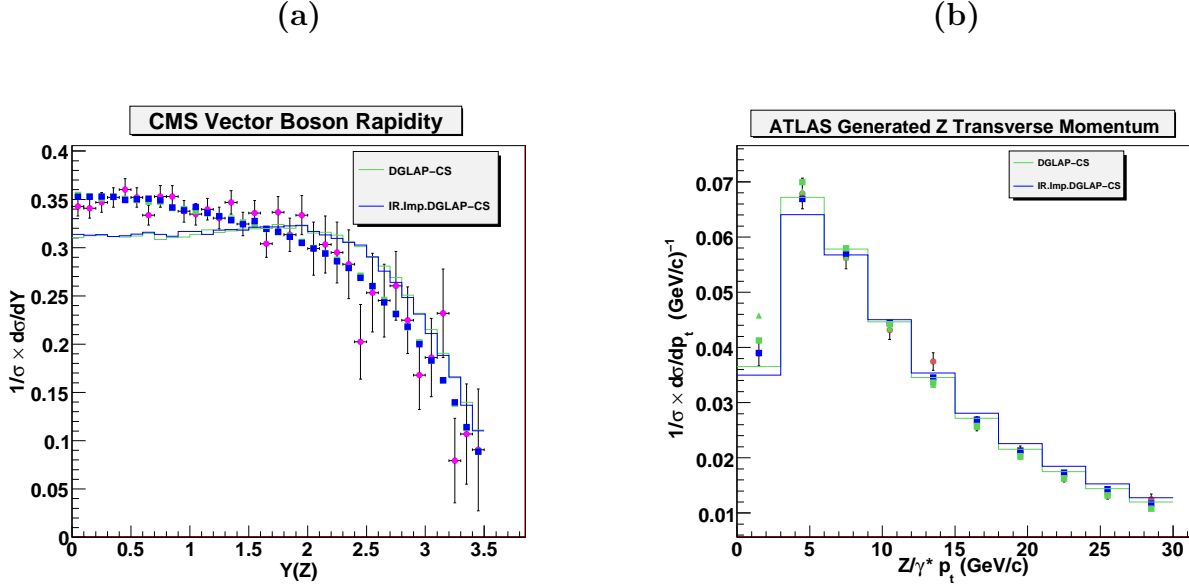 (a)
CMS Vector Boson Rapidity
DGLAP−CS
IR.Imp.DGLAP−CS
1/σ × dσ/dY
0.4
0.35
0.3
0.25
0.2
0.15
0.1
0.05
0
0 0.5 1 1.5 2 2.5 3 3.5
Y(Z)
(b)
ATLAS Generated Z Transverse Momentum
DGLAP−CS
IR.Imp.DGLAP−CS
1/σ × dσ/dpₜ (GeV/c)⁻¹
0.07
0.06
0.05
0.04
0.03
0.02
0.01
0 5 10 15 20 25 30
Z/γ* pₜ (GeV/c)